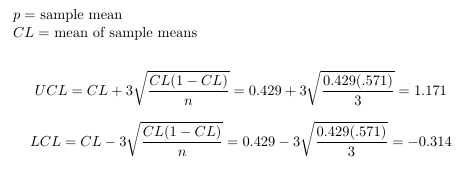 p = sample mean
CL = mean of sample means
UCL = CL + 3√(CL(1 − CL)/n) = 0.429 + 3√(0.429(.571)/3) = 1.171
LCL = CL − 3√(CL(1 − CL)/n) = 0.429 − 3√(0.429(.571)/3) = −0.314